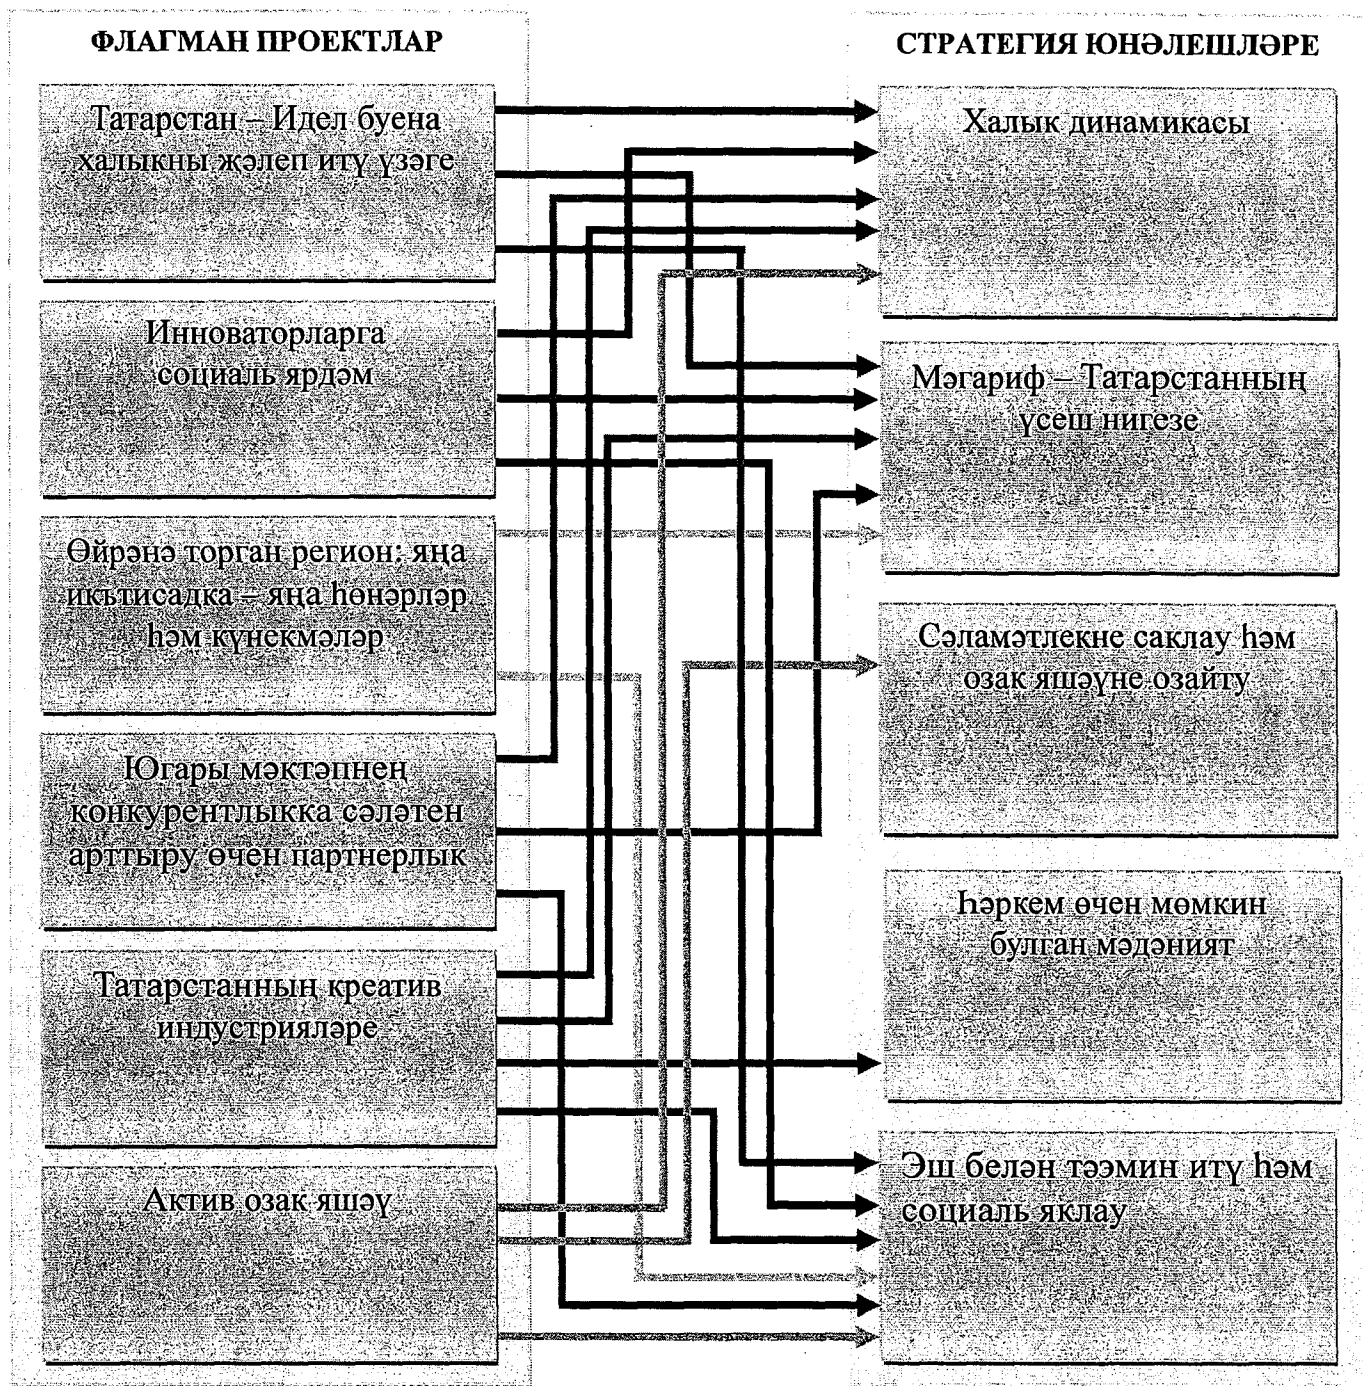 ФЛАГМАН ПРОЕКТЛАР
Татарстан – Идел буена
халыкны җәлеп итү үзәге
Инноваторларга
социаль ярдәм
Өйрәнә торган регион: яңа
икътисадка – яңа һөнәрләр
һәм күнекмәләр
Югары мәктәпнең
конкурентлыкка сәләтен
арттыру өчен партнерлык
Татарстанның креатив
индустрияләре
Актив озак яшәү
СТРАТЕГИЯ ЮНӘЛЕШЛӘРЕ
Халык динамикасы
Мәгариф – Татарстанның
үсеш нигезе
Сәламәтлекне саклау һәм
озак яшәүне озайту
Һәркем өчен мөмкин
булган мәдәният
Эш белән тәэмин итү һәм
социаль яклау